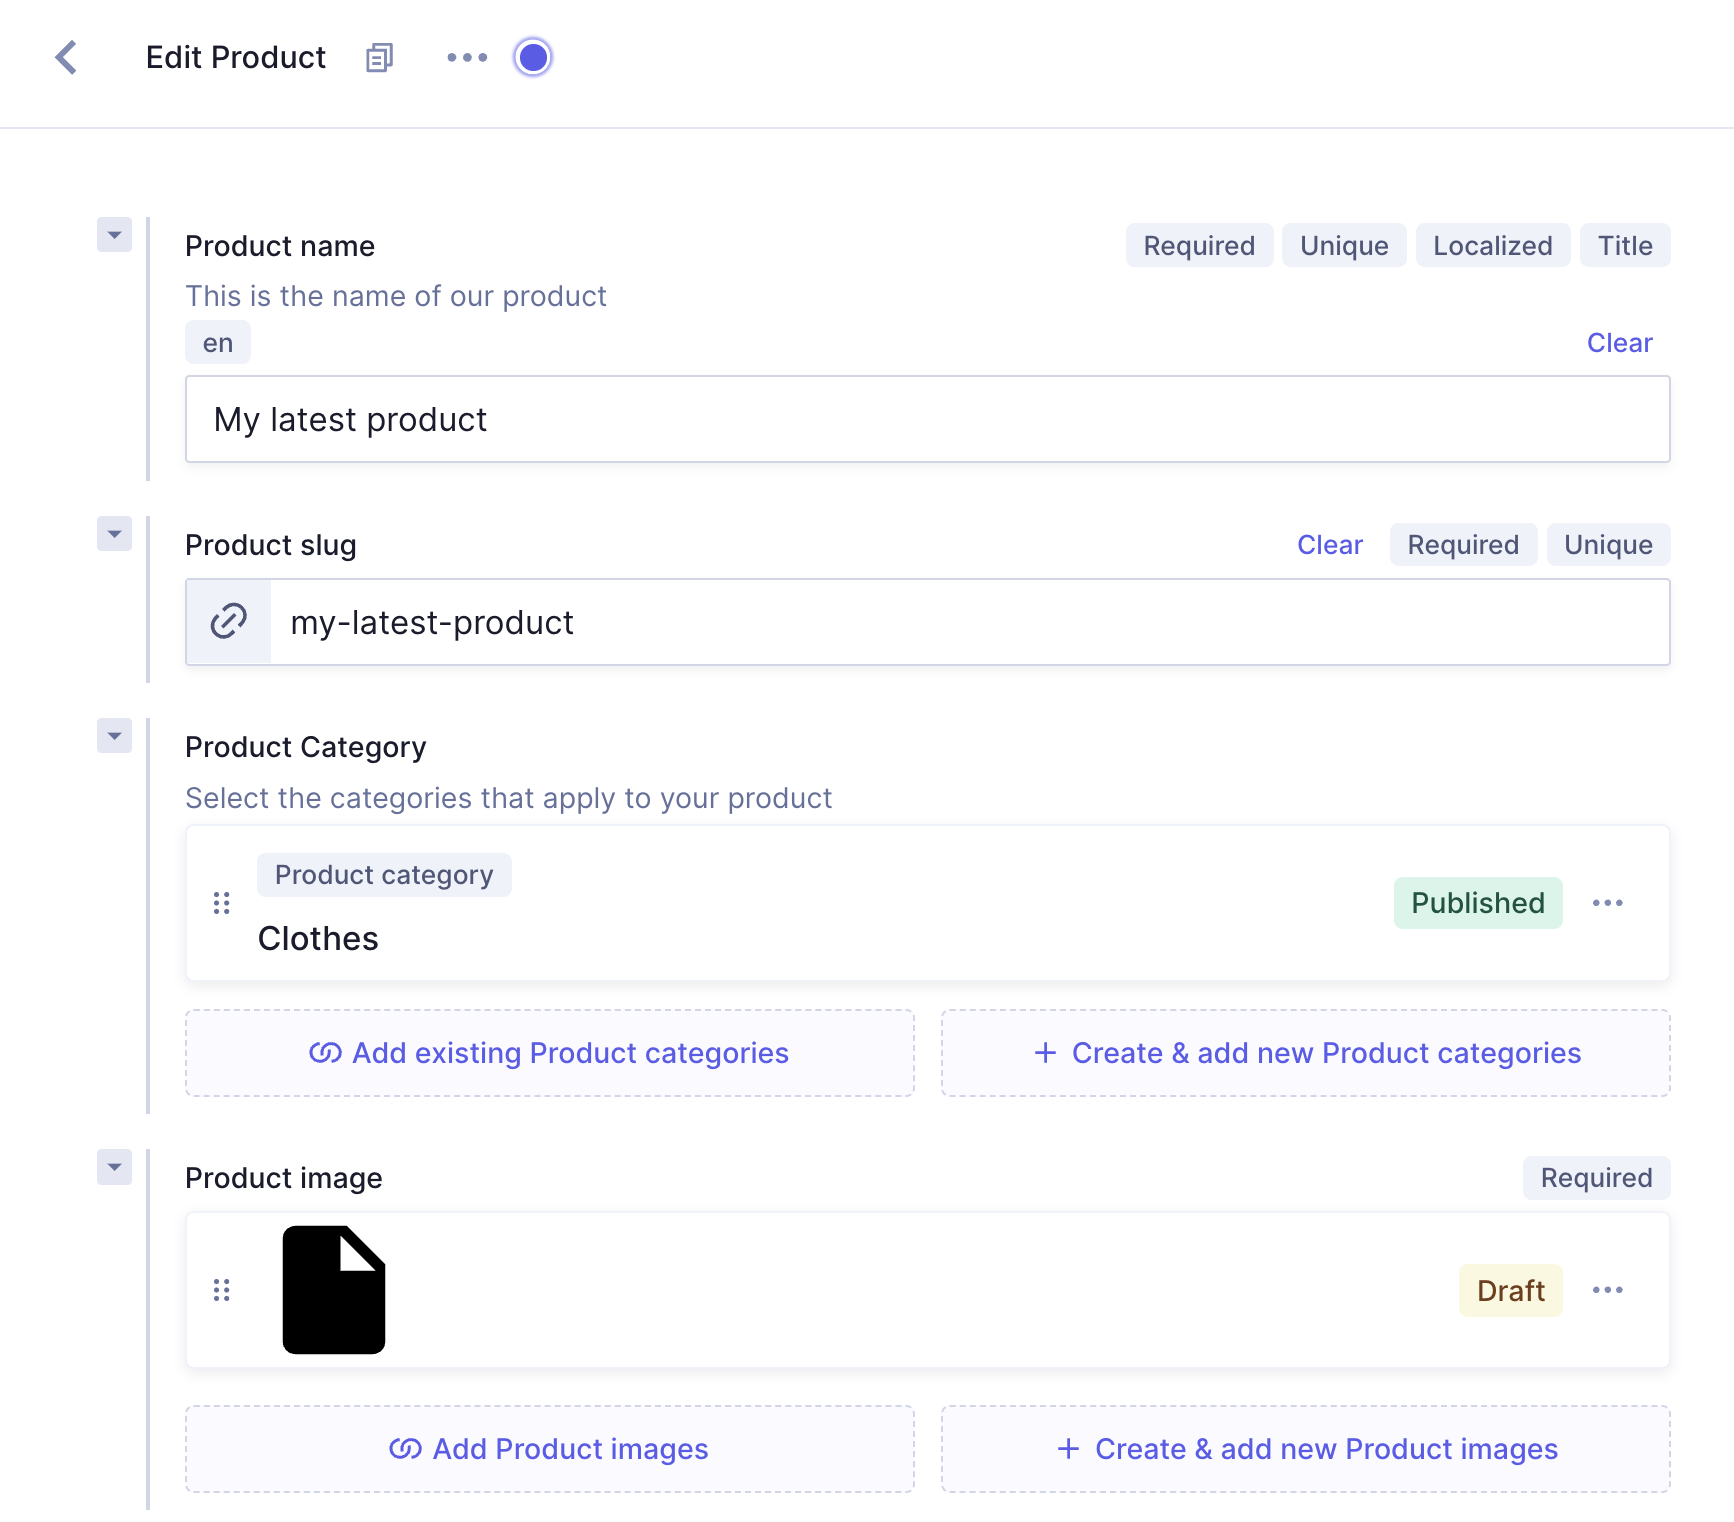 Edit Product
Product name Required Unique Localized Title
This is the name of our product
en Clear
My latest product
Product slug Clear Required Unique
my-latest-product
Product Category
Select the categories that apply to your product
Product category
Clothes
Published
Add existing Product categories
Create & add new Product categories
Product image Required
Draft
Add Product images
Create & add new Product images